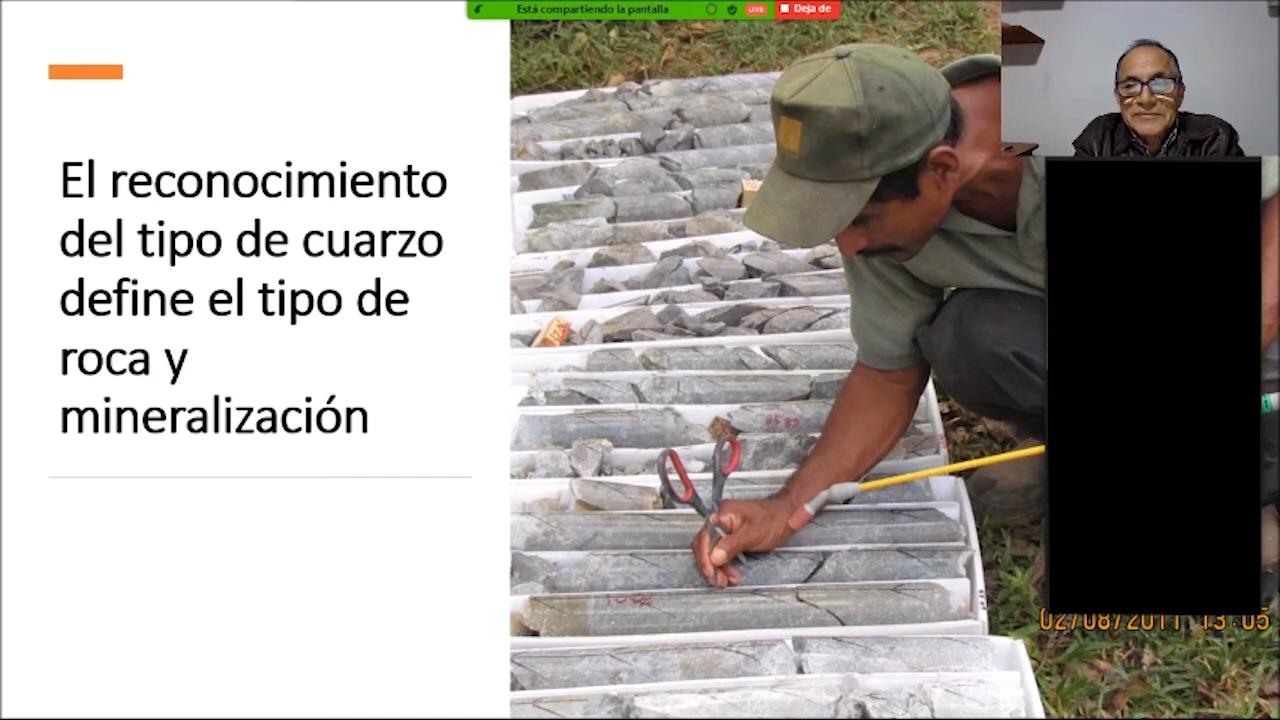 Está compartiendo la pantalla
LIVE
Deja de
El reconocimiento
del tipo de cuarzo
define el tipo de
roca y
mineralización
02/08/2011 13:05